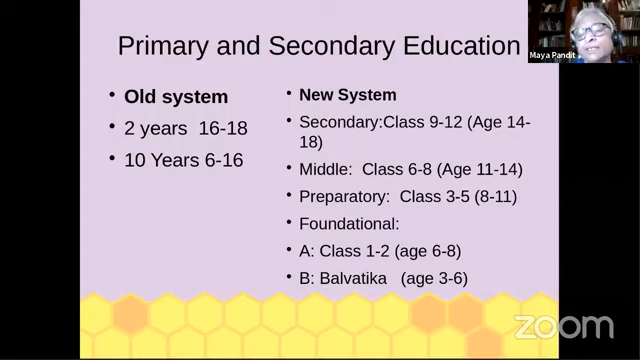 Primary and Secondary Education
Maya Pandit
• Old system
• 2 years 16-18
• 10 Years 6-16
• New System
• Secondary:Class 9-12 (Age 14-
18)
• Middle: Class 6-8 (Age 11-14)
• Preparatory: Class 3-5 (8-11)
• Foundational:
• A: Class 1-2 (age 6-8)
• B: Balvatika (age 3-6)
zoom